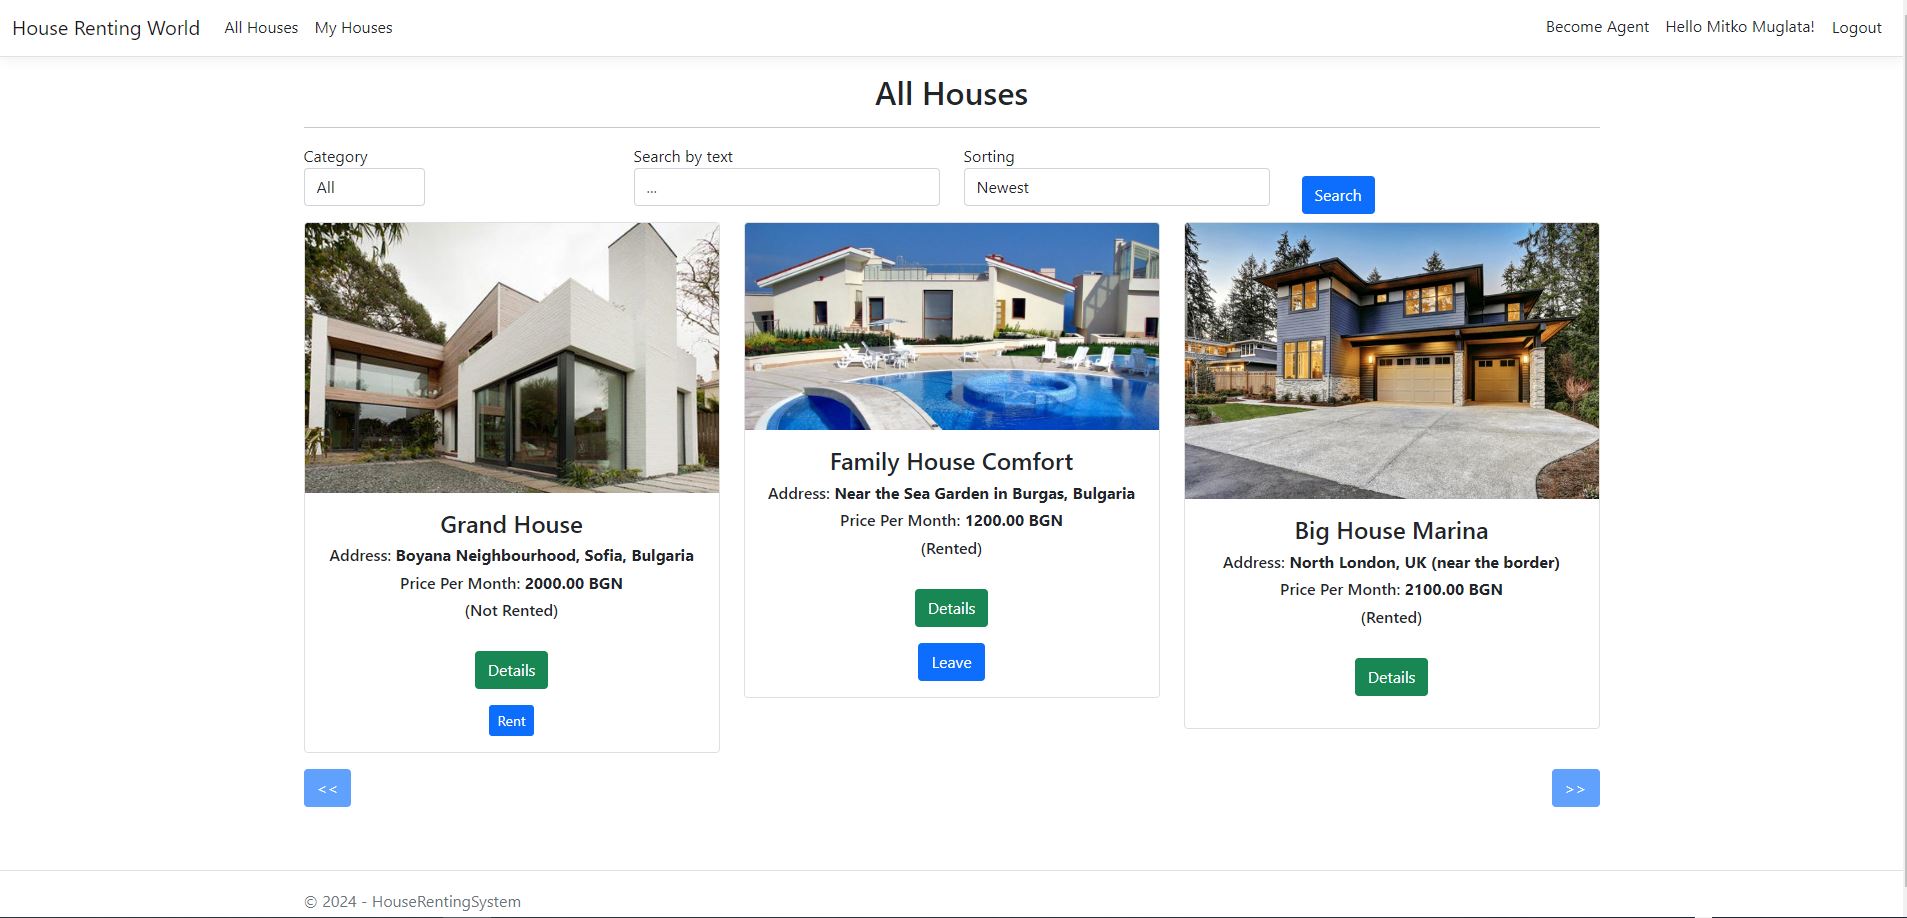 House Renting World All Houses My Houses Become Agent Hello Mitko Muglata! Logout
All Houses
Category Search by text Sorting
All ... Newest Search
Grand House
Address: Boyana Neighbourhood, Sofia, Bulgaria
Price Per Month: 2000.00 BGN
(Not Rented)
Details
Rent
Family House Comfort
Address: Near the Sea Garden in Burgas, Bulgaria
Price Per Month: 1200.00 BGN
(Rented)
Details
Leave
Big House Marina
Address: North London, UK (near the border)
Price Per Month: 2100.00 BGN
(Rented)
Details
<< >>
© 2024 - HouseRentingSystem